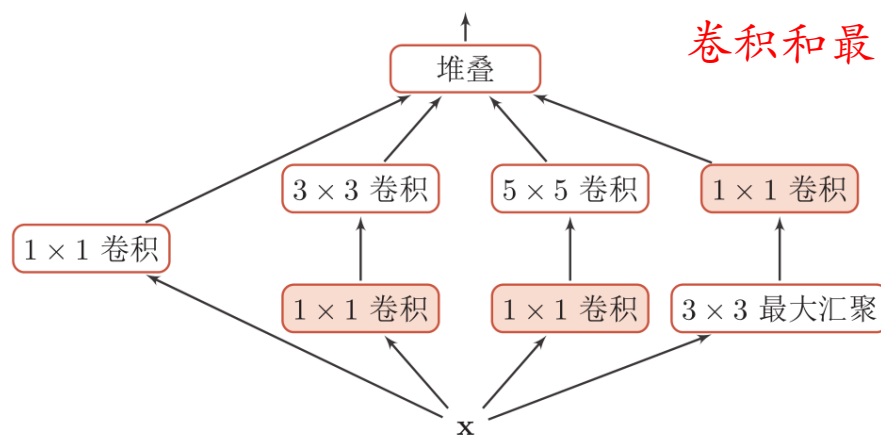 卷积和最
堆叠
3 × 3 卷积
5 × 5 卷积
1 × 1 卷积
1 × 1 卷积
1 × 1 卷积
1 × 1 卷积
3 × 3 最大汇聚
x